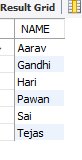 Result Grid
NAME
Aarav
Gandhi
Hari
Pawan
Sai
Tejas